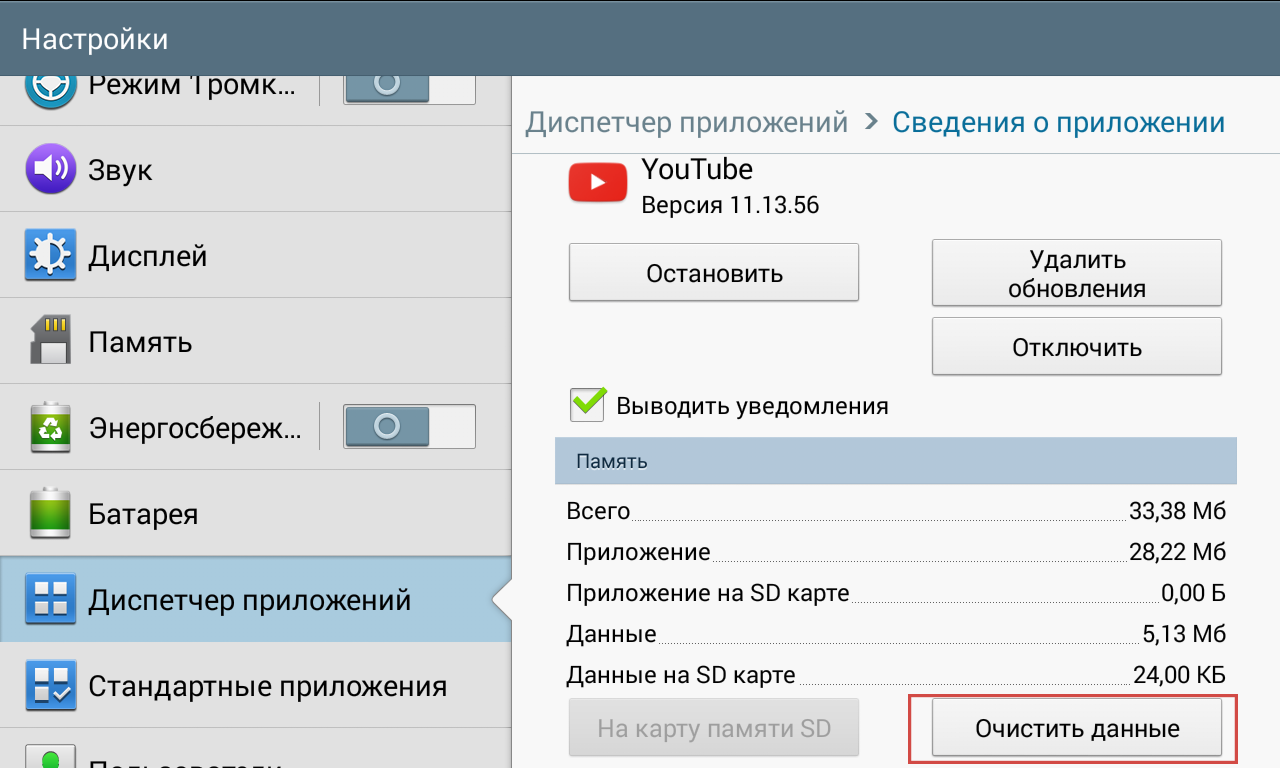 Настройки
Режим Тромк...
Звук
Дисплей
Память
Энергосбереж...
Батарея
Диспетчер приложений
Стандартные приложения
Диспетчер приложений > Сведения о приложении
YouTube
Версия 11.13.56
Остановить
Удалить
обновления
Отключить
Выводить уведомления
Память
Всего 33,38 Мб
Приложение 28,22 Мб
Приложение на SD карте 0,00 Б
Данные 5,13 Мб
Данные на SD карте 24,00 КБ
На карту памяти SD
Очистить данные